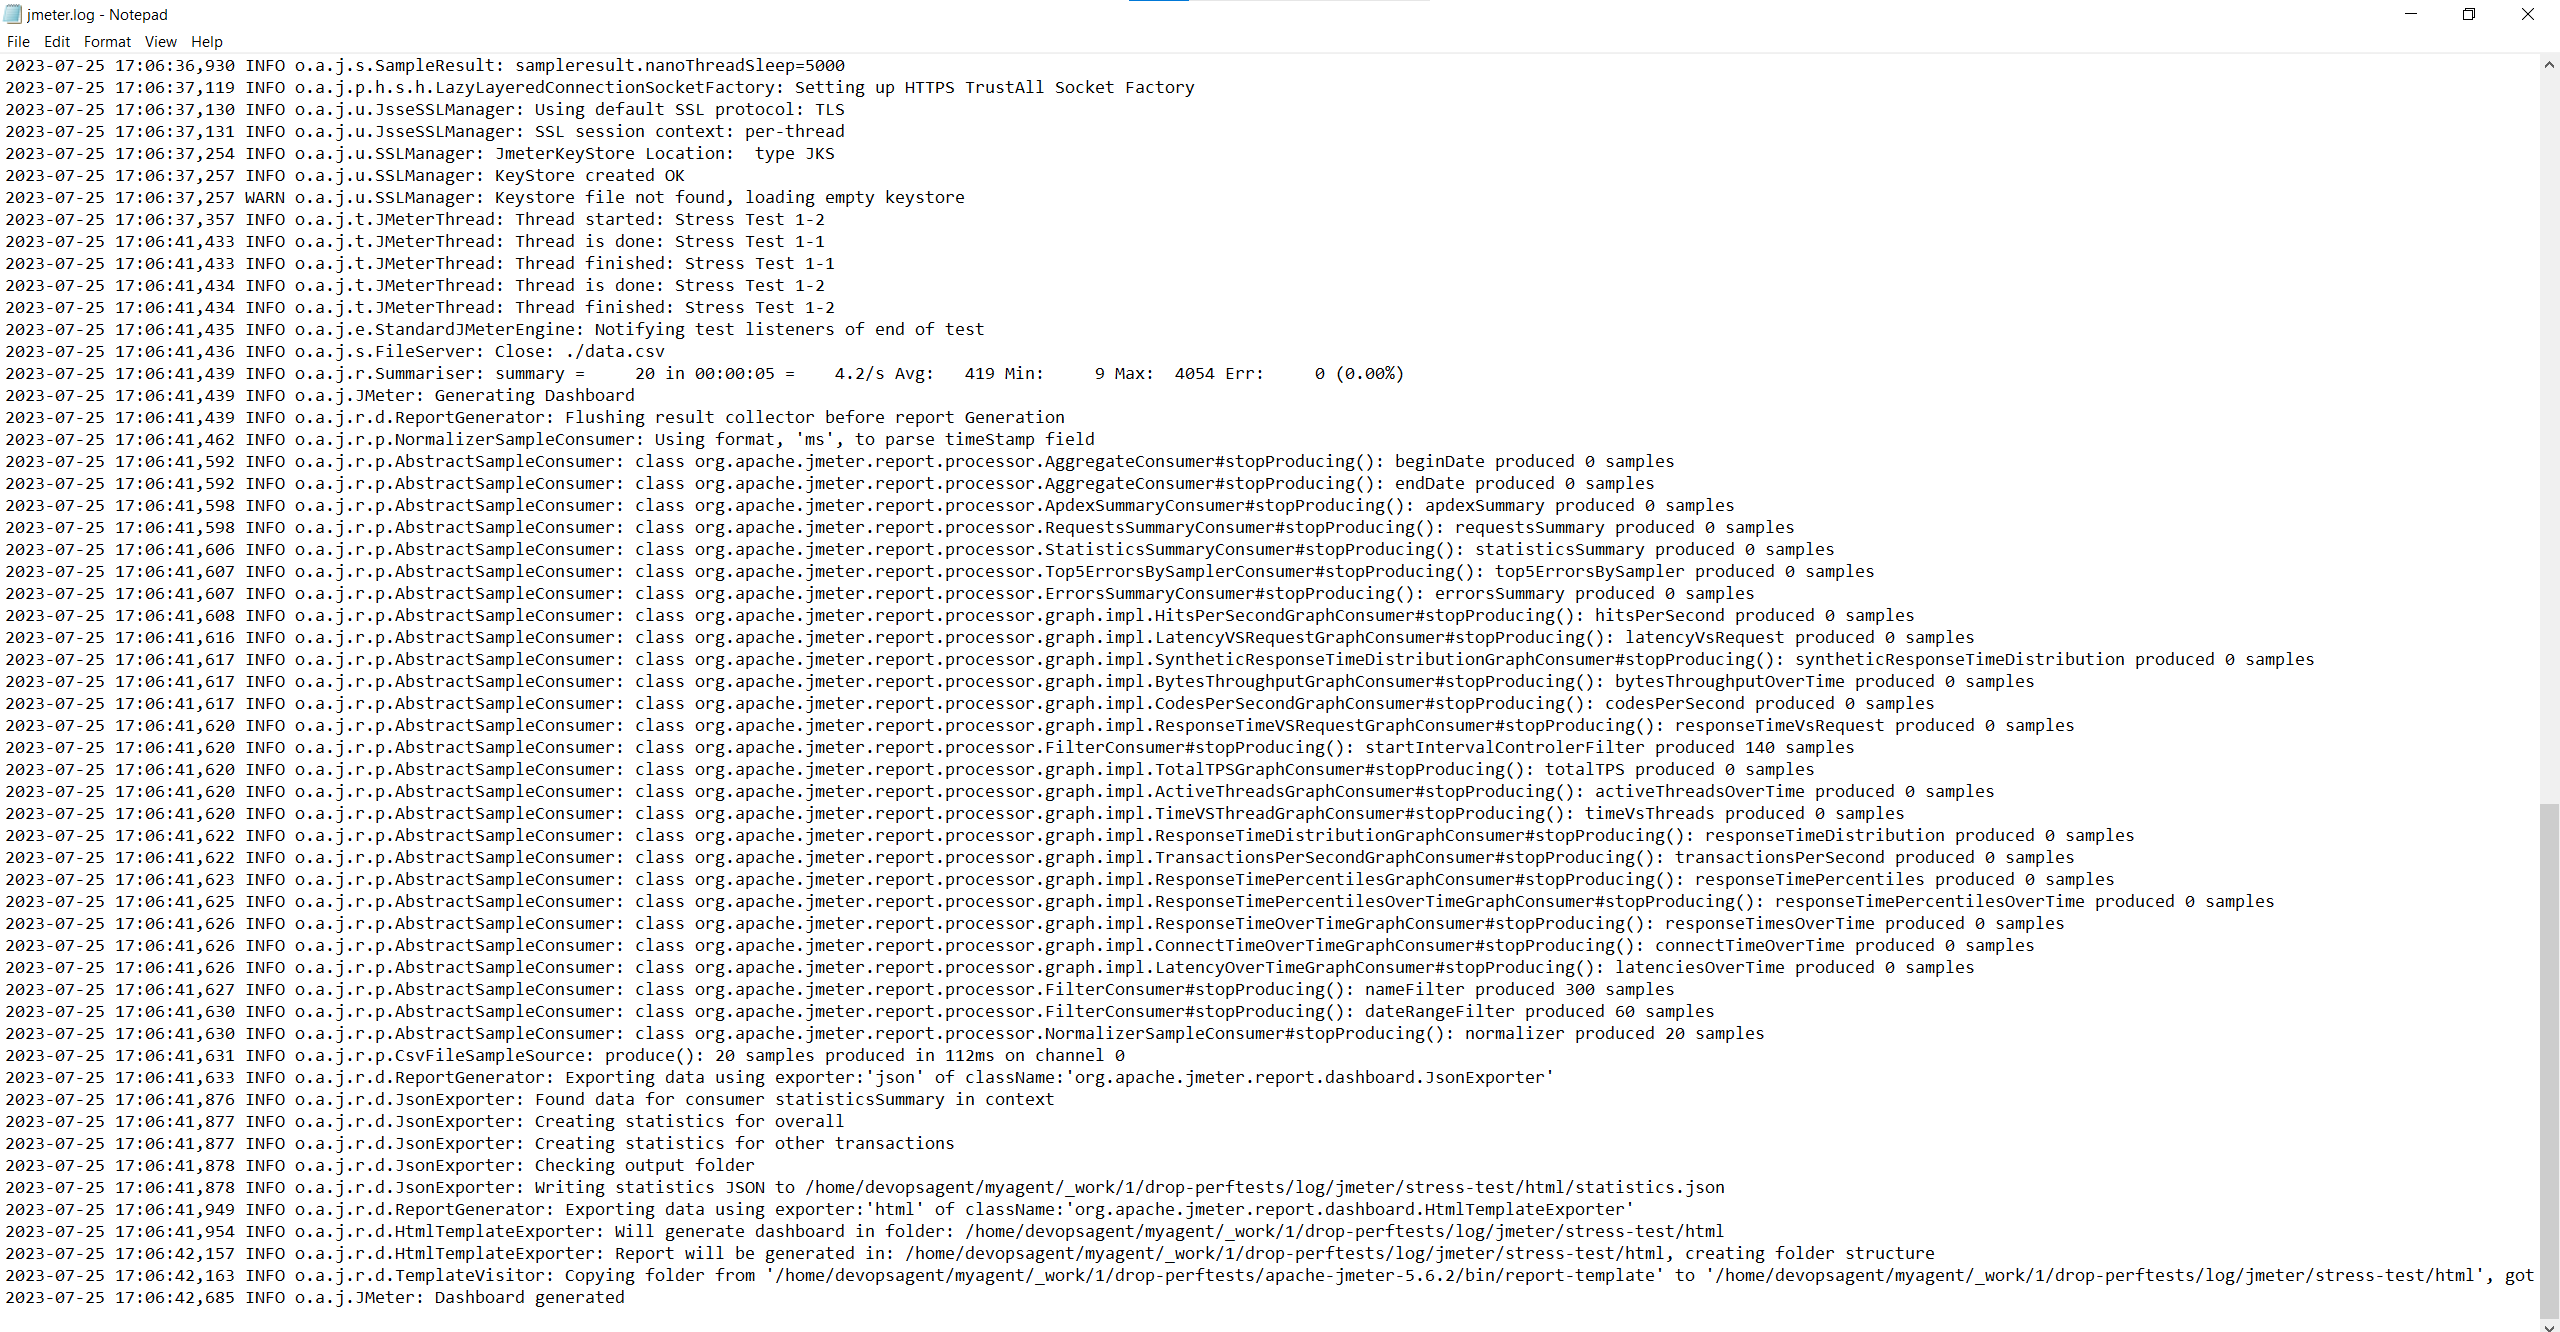 jmeter.log - Notepad
File Edit Format View Help
2023-07-25 17:06:36,930 INFO o.a.j.s.SampleResult: sampleresult.nanoThreadSleep=5000
2023-07-25 17:06:37,119 INFO o.a.j.p.h.s.h.LazyLayeredConnectionSocketFactory: Setting up HTTPS TrustAll Socket Factory
2023-07-25 17:06:37,130 INFO o.a.j.u.JsseSSLManager: Using default SSL protocol: TLS
2023-07-25 17:06:37,131 INFO o.a.j.u.JsseSSLManager: SSL session context: per-thread
2023-07-25 17:06:37,254 INFO o.a.j.u.SSLManager: JmeterKeyStore Location:  type JKS
2023-07-25 17:06:37,257 INFO o.a.j.u.SSLManager: KeyStore created OK
2023-07-25 17:06:37,257 WARN o.a.j.u.SSLManager: Keystore file not found, loading empty keystore
2023-07-25 17:06:37,357 INFO o.a.j.t.JMeterThread: Thread started: Stress Test 1-2
2023-07-25 17:06:41,433 INFO o.a.j.t.JMeterThread: Thread is done: Stress Test 1-1
2023-07-25 17:06:41,433 INFO o.a.j.t.JMeterThread: Thread finished: Stress Test 1-1
2023-07-25 17:06:41,434 INFO o.a.j.t.JMeterThread: Thread is done: Stress Test 1-2
2023-07-25 17:06:41,434 INFO o.a.j.t.JMeterThread: Thread finished: Stress Test 1-2
2023-07-25 17:06:41,435 INFO o.a.j.e.StandardJMeterEngine: Notifying test listeners of end of test
2023-07-25 17:06:41,436 INFO o.a.j.s.FileServer: Close: ./data.csv
2023-07-25 17:06:41,439 INFO o.a.j.r.Summariser: summary =     20 in 00:00:05 =    4.2/s Avg:   419 Min:     9 Max:  4054 Err:     0 (0.00%)
2023-07-25 17:06:41,439 INFO o.a.j.JMeter: Generating Dashboard
2023-07-25 17:06:41,439 INFO o.a.j.r.d.ReportGenerator: Flushing result collector before report Generation
2023-07-25 17:06:41,462 INFO o.a.j.r.p.NormalizerSampleConsumer: Using format, 'ms', to parse timeStamp field
2023-07-25 17:06:41,592 INFO o.a.j.r.p.AbstractSampleConsumer: class org.apache.jmeter.report.processor.AggregateConsumer#stopProducing(): beginDate produced 0 samples
2023-07-25 17:06:41,592 INFO o.a.j.r.p.AbstractSampleConsumer: class org.apache.jmeter.report.processor.AggregateConsumer#stopProducing(): endDate produced 0 samples
2023-07-25 17:06:41,598 INFO o.a.j.r.p.AbstractSampleConsumer: class org.apache.jmeter.report.processor.ApdexSummaryConsumer#stopProducing(): apdexSummary produced 0 samples
2023-07-25 17:06:41,598 INFO o.a.j.r.p.AbstractSampleConsumer: class org.apache.jmeter.report.processor.RequestsSummaryConsumer#stopProducing(): requestsSummary produced 0 samples
2023-07-25 17:06:41,606 INFO o.a.j.r.p.AbstractSampleConsumer: class org.apache.jmeter.report.processor.StatisticsSummaryConsumer#stopProducing(): statisticsSummary produced 0 samples
2023-07-25 17:06:41,607 INFO o.a.j.r.p.AbstractSampleConsumer: class org.apache.jmeter.report.processor.Top5ErrorsBySamplerConsumer#stopProducing(): top5ErrorsBySampler produced 0 samples
2023-07-25 17:06:41,607 INFO o.a.j.r.p.AbstractSampleConsumer: class org.apache.jmeter.report.processor.ErrorsSummaryConsumer#stopProducing(): errorsSummary produced 0 samples
2023-07-25 17:06:41,608 INFO o.a.j.r.p.AbstractSampleConsumer: class org.apache.jmeter.report.processor.graph.impl.HitsPerSecondGraphConsumer#stopProducing(): hitsPerSecond produced 0 samples
2023-07-25 17:06:41,616 INFO o.a.j.r.p.AbstractSampleConsumer: class org.apache.jmeter.report.processor.graph.impl.LatencyVSRequestGraphConsumer#stopProducing(): latencyVsRequest produced 0 samples
2023-07-25 17:06:41,617 INFO o.a.j.r.p.AbstractSampleConsumer: class org.apache.jmeter.report.processor.graph.impl.SyntheticResponseTimeDistributionGraphConsumer#stopProducing(): syntheticResponseTimeDistribution produced 0 samples
2023-07-25 17:06:41,617 INFO o.a.j.r.p.AbstractSampleConsumer: class org.apache.jmeter.report.processor.graph.impl.BytesThroughputGraphConsumer#stopProducing(): bytesThroughputOverTime produced 0 samples
2023-07-25 17:06:41,617 INFO o.a.j.r.p.AbstractSampleConsumer: class org.apache.jmeter.report.processor.graph.impl.CodesPerSecondGraphConsumer#stopProducing(): codesPerSecond produced 0 samples
2023-07-25 17:06:41,620 INFO o.a.j.r.p.AbstractSampleConsumer: class org.apache.jmeter.report.processor.graph.impl.ResponseTimeVSRequestGraphConsumer#stopProducing(): responseTimeVsRequest produced 0 samples
2023-07-25 17:06:41,620 INFO o.a.j.r.p.AbstractSampleConsumer: class org.apache.jmeter.report.processor.FilterConsumer#stopProducing(): startIntervalControlerFilter produced 140 samples
2023-07-25 17:06:41,620 INFO o.a.j.r.p.AbstractSampleConsumer: class org.apache.jmeter.report.processor.graph.impl.TotalTPSGraphConsumer#stopProducing(): totalTPS produced 0 samples
2023-07-25 17:06:41,620 INFO o.a.j.r.p.AbstractSampleConsumer: class org.apache.jmeter.report.processor.graph.impl.ActiveThreadsGraphConsumer#stopProducing(): activeThreadsOverTime produced 0 samples
2023-07-25 17:06:41,620 INFO o.a.j.r.p.AbstractSampleConsumer: class org.apache.jmeter.report.processor.graph.impl.TimeVSThreadGraphConsumer#stopProducing(): timeVsThreads produced 0 samples
2023-07-25 17:06:41,622 INFO o.a.j.r.p.AbstractSampleConsumer: class org.apache.jmeter.report.processor.graph.impl.ResponseTimeDistributionGraphConsumer#stopProducing(): responseTimeDistribution produced 0 samples
2023-07-25 17:06:41,622 INFO o.a.j.r.p.AbstractSampleConsumer: class org.apache.jmeter.report.processor.graph.impl.TransactionsPerSecondGraphConsumer#stopProducing(): transactionsPerSecond produced 0 samples
2023-07-25 17:06:41,623 INFO o.a.j.r.p.AbstractSampleConsumer: class org.apache.jmeter.report.processor.graph.impl.ResponseTimePercentilesGraphConsumer#stopProducing(): responseTimePercentiles produced 0 samples
2023-07-25 17:06:41,625 INFO o.a.j.r.p.AbstractSampleConsumer: class org.apache.jmeter.report.processor.graph.impl.ResponseTimePercentilesOverTimeGraphConsumer#stopProducing(): responseTimePercentilesOverTime produced 0 samples
2023-07-25 17:06:41,626 INFO o.a.j.r.p.AbstractSampleConsumer: class org.apache.jmeter.report.processor.graph.impl.ResponseTimeOverTimeGraphConsumer#stopProducing(): responseTimesOverTime produced 0 samples
2023-07-25 17:06:41,626 INFO o.a.j.r.p.AbstractSampleConsumer: class org.apache.jmeter.report.processor.graph.impl.ConnectTimeOverTimeGraphConsumer#stopProducing(): connectTimeOverTime produced 0 samples
2023-07-25 17:06:41,626 INFO o.a.j.r.p.AbstractSampleConsumer: class org.apache.jmeter.report.processor.graph.impl.LatencyOverTimeGraphConsumer#stopProducing(): latenciesOverTime produced 0 samples
2023-07-25 17:06:41,627 INFO o.a.j.r.p.AbstractSampleConsumer: class org.apache.jmeter.report.processor.FilterConsumer#stopProducing(): nameFilter produced 300 samples
2023-07-25 17:06:41,630 INFO o.a.j.r.p.AbstractSampleConsumer: class org.apache.jmeter.report.processor.FilterConsumer#stopProducing(): dateRangeFilter produced 60 samples
2023-07-25 17:06:41,630 INFO o.a.j.r.p.AbstractSampleConsumer: class org.apache.jmeter.report.processor.NormalizerSampleConsumer#stopProducing(): normalizer produced 20 samples
2023-07-25 17:06:41,631 INFO o.a.j.r.p.CsvFileSampleSource: produce(): 20 samples produced in 112ms on channel 0
2023-07-25 17:06:41,633 INFO o.a.j.r.d.ReportGenerator: Exporting data using exporter:'json' of className:'org.apache.jmeter.report.dashboard.JsonExporter'
2023-07-25 17:06:41,876 INFO o.a.j.r.d.JsonExporter: Found data for consumer statisticsSummary in context
2023-07-25 17:06:41,877 INFO o.a.j.r.d.JsonExporter: Creating statistics for overall
2023-07-25 17:06:41,877 INFO o.a.j.r.d.JsonExporter: Creating statistics for other transactions
2023-07-25 17:06:41,878 INFO o.a.j.r.d.JsonExporter: Checking output folder
2023-07-25 17:06:41,878 INFO o.a.j.r.d.JsonExporter: Writing statistics JSON to /home/devopsagent/myagent/_work/1/drop-perftests/log/jmeter/stress-test/html/statistics.json
2023-07-25 17:06:41,949 INFO o.a.j.r.d.ReportGenerator: Exporting data using exporter:'html' of className:'org.apache.jmeter.report.dashboard.HtmlTemplateExporter'
2023-07-25 17:06:41,954 INFO o.a.j.r.d.HtmlTemplateExporter: Will generate dashboard in folder: /home/devopsagent/myagent/_work/1/drop-perftests/log/jmeter/stress-test/html
2023-07-25 17:06:42,157 INFO o.a.j.r.d.HtmlTemplateExporter: Report will be generated in: /home/devopsagent/myagent/_work/1/drop-perftests/log/jmeter/stress-test/html, creating folder structure
2023-07-25 17:06:42,163 INFO o.a.j.r.d.TemplateVisitor: Copying folder from '/home/devopsagent/myagent/_work/1/drop-perftests/apache-jmeter-5.6.2/bin/report-template' to '/home/devopsagent/myagent/_work/1/drop-perftests/log/jmeter/stress-test/html', got
2023-07-25 17:06:42,685 INFO o.a.j.JMeter: Dashboard generated